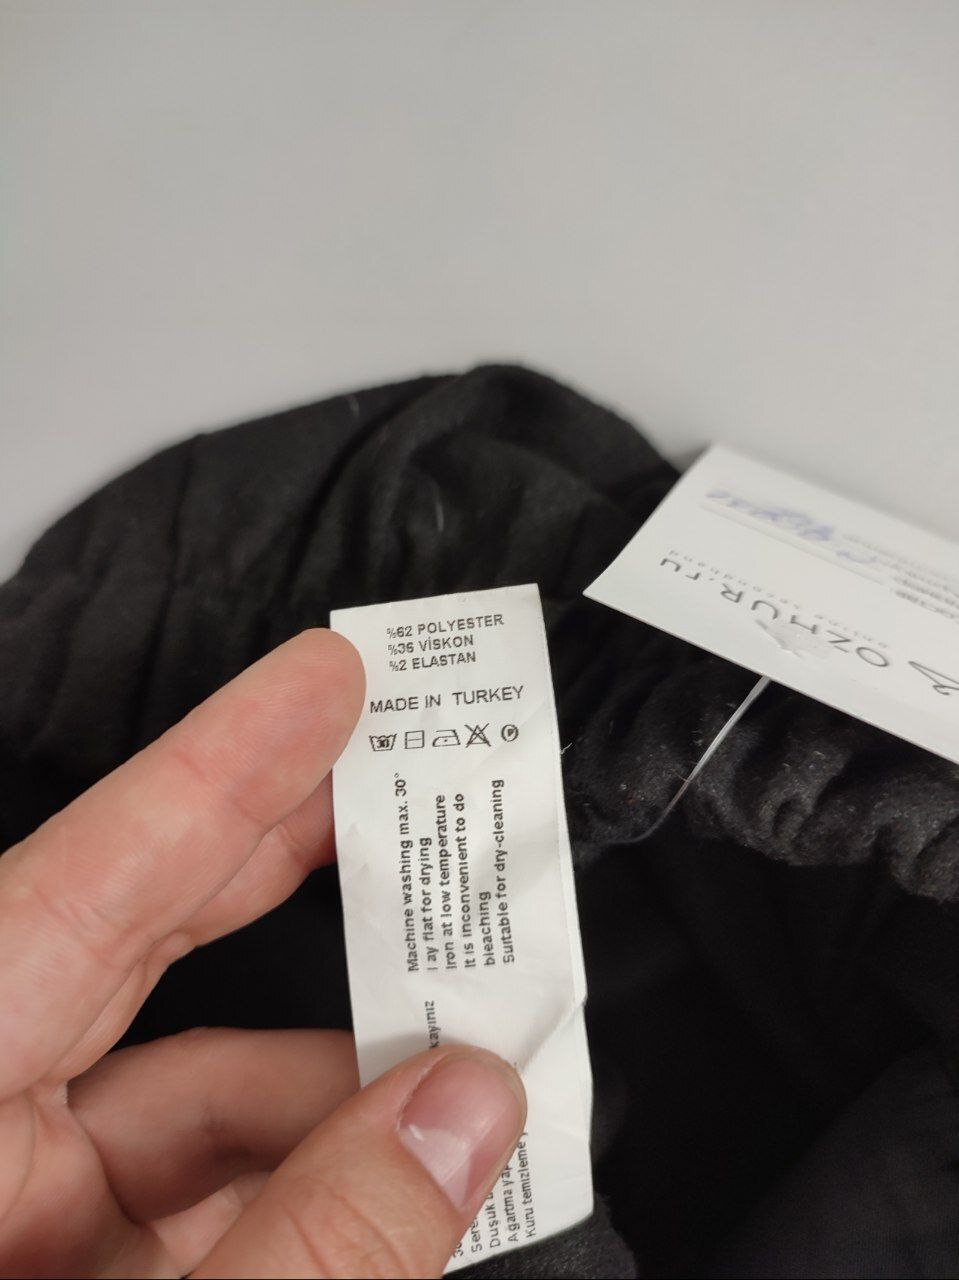 %62 POLYESTER
%36 VİSKON
%2 ELASTAN
MADE IN TURKEY
30
P
Machine washing max. 30°
Lay flat for drying
Iron at low temperature
It is inconvenient to do
bleaching
Suitable for dry-cleaning
Düşük
Ağartma
Kuru temizleme
OZHUR.ru
online secondhand